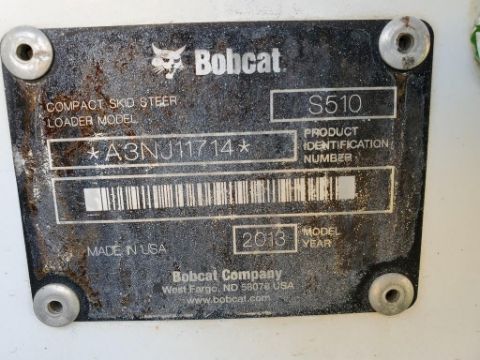 Bobcat
COMPACT SKID STEER
LOADER MODEL
S510
*A3NJ11714*
PRODUCT
IDENTIFICATION
NUMBER
MADE IN USA
2013
MODEL
YEAR
Bobcat Company
West Fargo, ND 58078 USA
www.bobcat.com